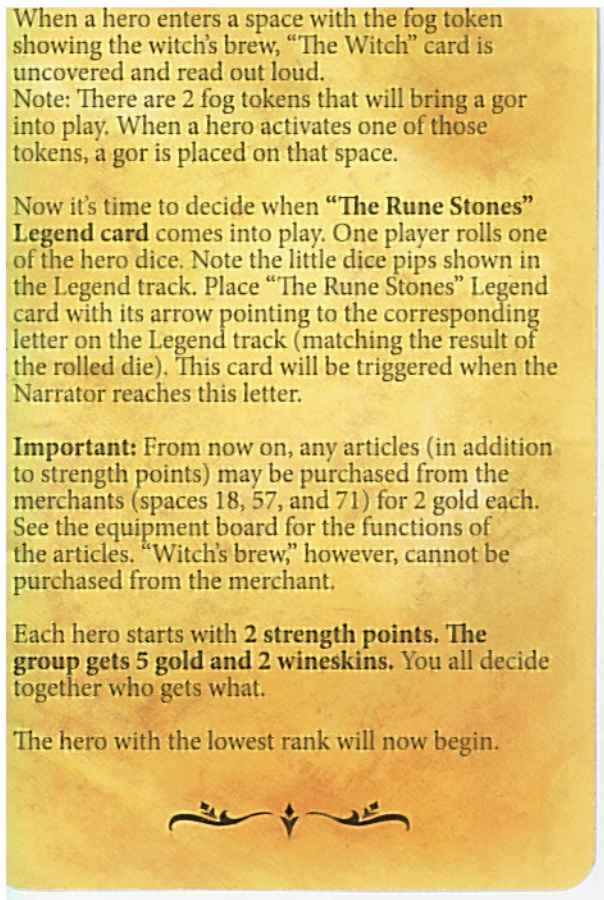 When a hero enters a space with the fog token
showing the witch's brew, “The Witch” card is
uncovered and read out loud.
Note: There are 2 fog tokens that will bring a gor
into play. When a hero activates one of those
tokens, a gor is placed on that space.
Now it's time to decide when “The Rune Stones”
Legend card comes into play. One player rolls one
of the hero dice. Note the little dice pips shown in
the Legend track. Place “The Rune Stones” Legend
card with its arrow pointing to the corresponding
letter on the Legend track (matching the result of
the rolled die). This card will be triggered when the
Narrator reaches this letter.
Important: From now on, any articles (in addition
to strength points) may be purchased from the
merchants (spaces 18, 57, and 71) for 2 gold each.
See the equipment board for the functions of
the articles. “Witch's brew,” however, cannot be
purchased from the merchant.
Each hero starts with 2 strength points. The
group gets 5 gold and 2 wineskins. You all decide
together who gets what.
The hero with the lowest rank will now begin.